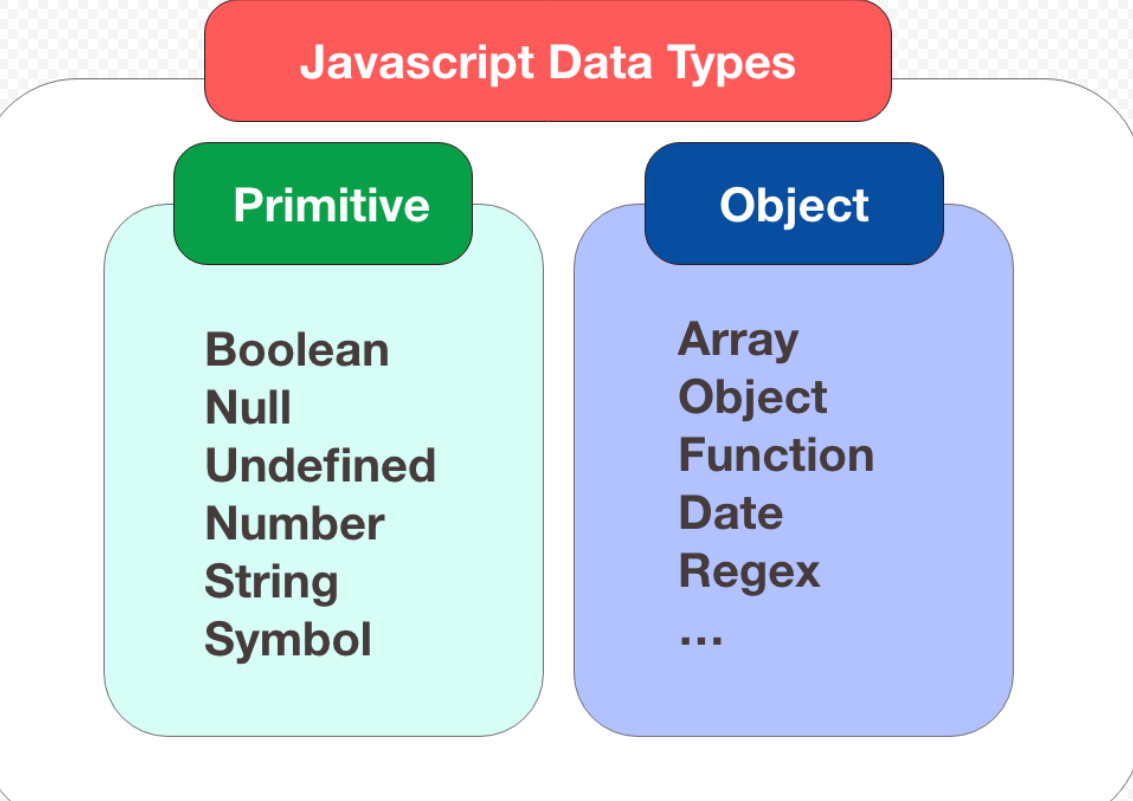 Javascript Data Types
Primitive
Boolean
Null
Undefined
Number
String
Symbol
Object
Array
Object
Function
Date
Regex
...